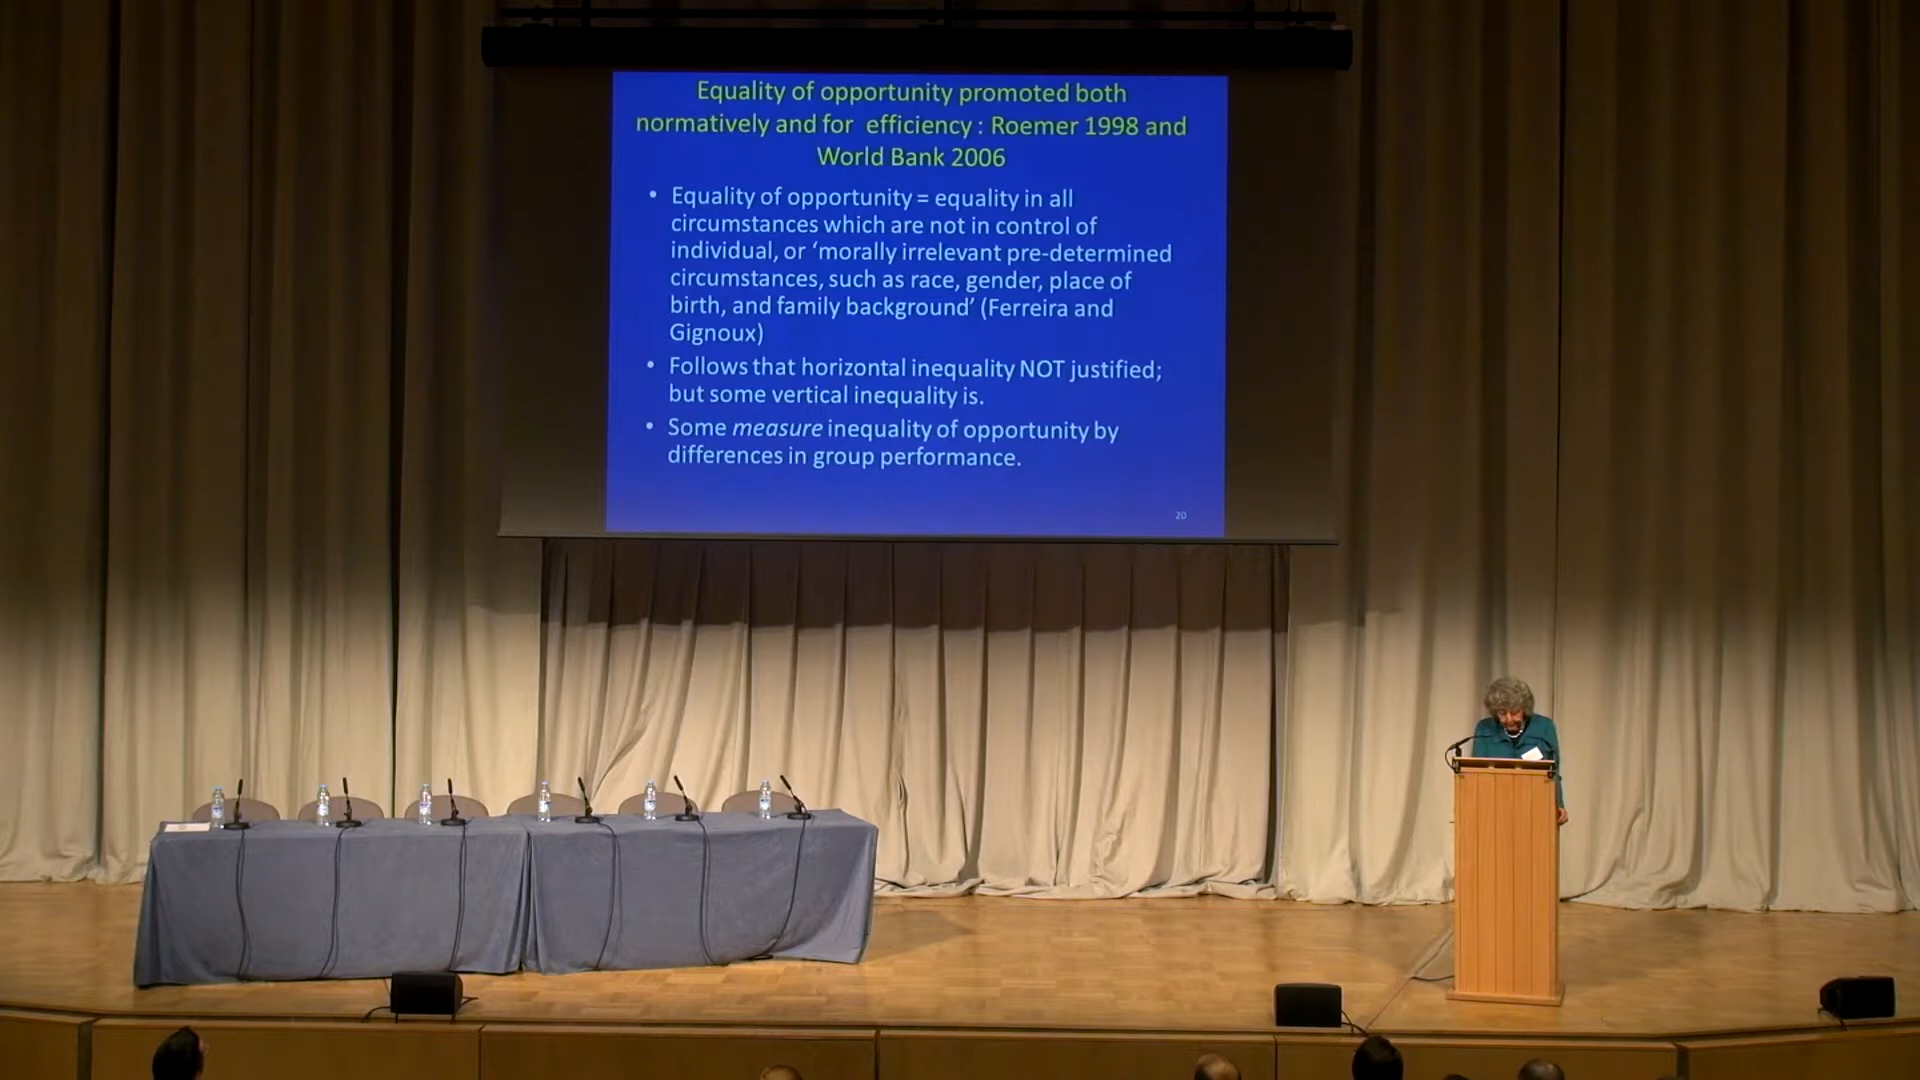 Equality of opportunity promoted both
normatively and for efficiency : Roemer 1998 and
World Bank 2006
• Equality of opportunity = equality in all
circumstances which are not in control of
individual, or ‘morally irrelevant pre-determined
circumstances, such as race, gender, place of
birth, and family background’ (Ferreira and
Gignoux)
• Follows that horizontal inequality NOT justified;
but some vertical inequality is.
• Some measure inequality of opportunity by
differences in group performance.
20